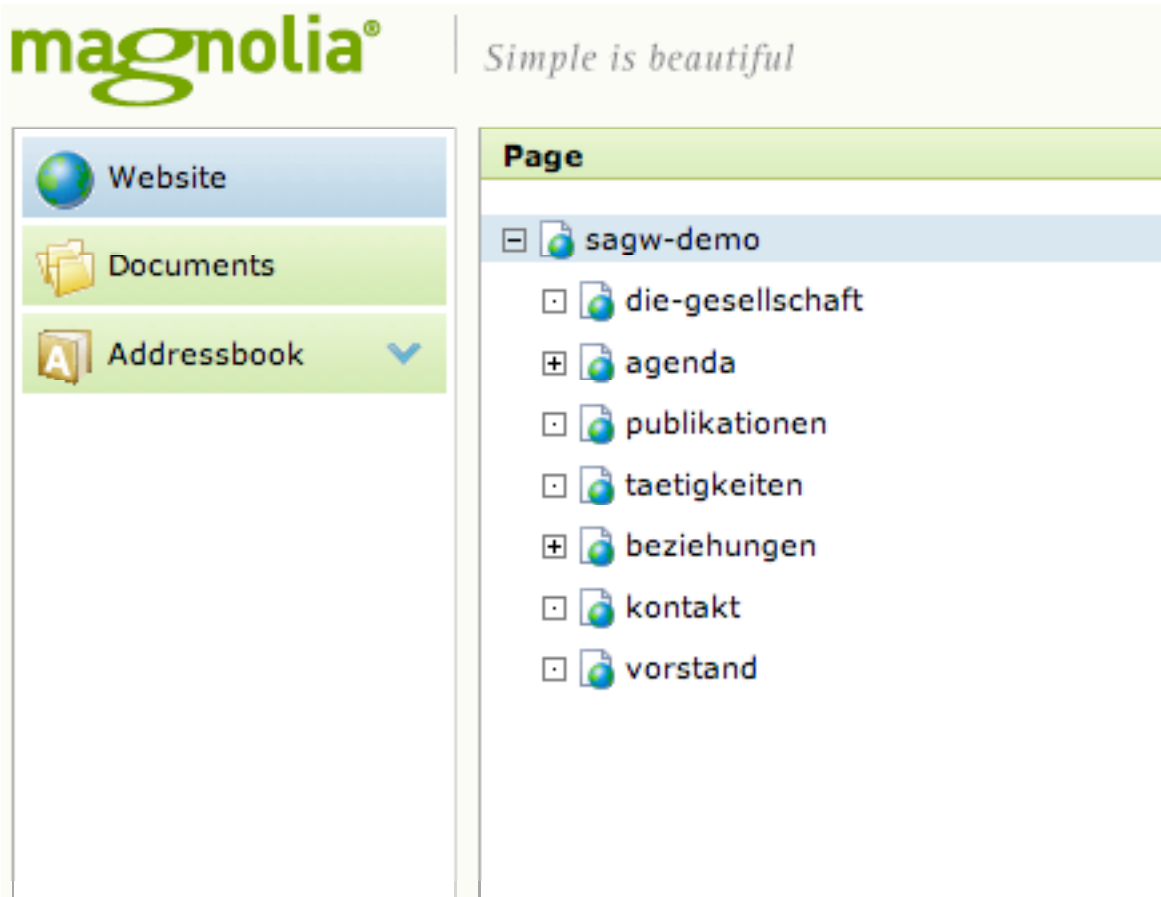 magnolia® Simple is beautiful
Website
Documents
A Addressbook
Page
sagw-demo
die-gesellschaft
agenda
publikationen
taetigkeiten
beziehungen
kontakt
vorstand